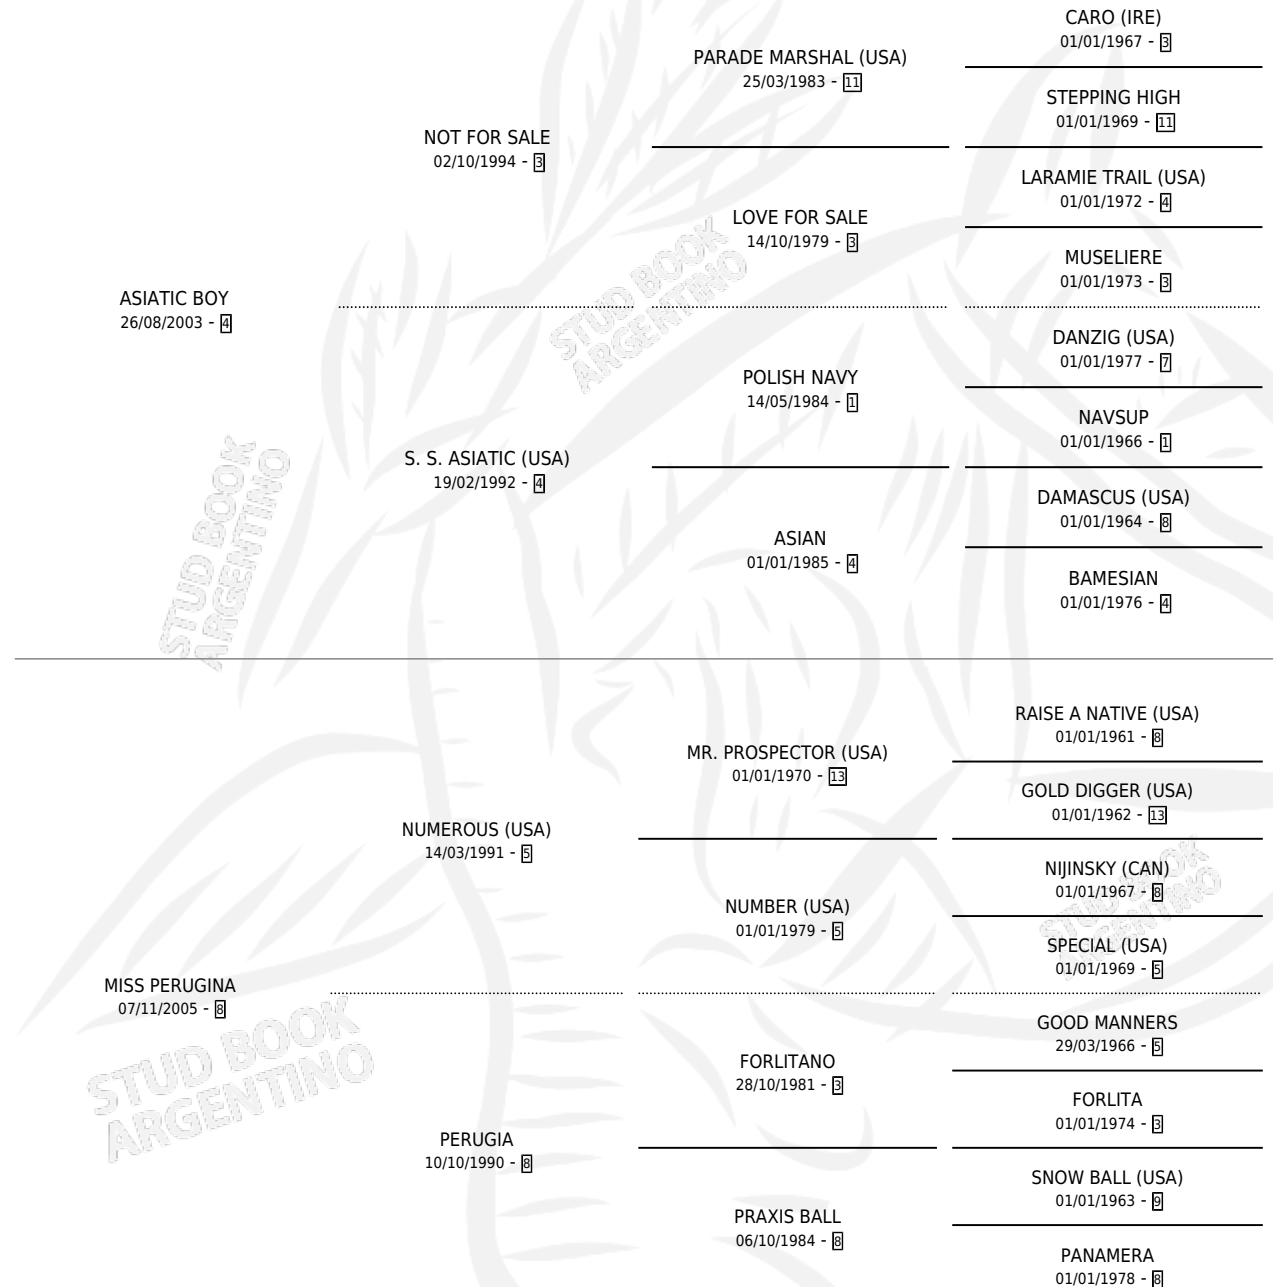 CARO (IRE)
01/01/1967 - 3
PARADE MARSHAL (USA)
25/03/1983 - 11
STEPPING HIGH
01/01/1969 - 11
NOT FOR SALE
02/10/1994 - 3
LARAMIE TRAIL (USA)
01/01/1972 - 4
LOVE FOR SALE
14/10/1979 - 3
MUSELIERE
01/01/1973 - 3
ASIATIC BOY
26/08/2003 - 4
STUD BOOK
ARGENTINO
DANZIG (USA)
01/01/1977 - 7
POLISH NAVY
14/05/1984 - 1
NAVSUP
01/01/1966 - 1
S. S. ASIATIC (USA)
19/02/1992 - 4
DAMASCUS (USA)
01/01/1964 - 8
ASIAN
01/01/1985 - 4
BAMESIAN
01/01/1976 - 4
STUD BOOK
ARGENTINO
RAISE A NATIVE (USA)
01/01/1961 - 8
MR. PROSPECTOR (USA)
01/01/1970 - 13
GOLD DIGGER (USA)
01/01/1962 - 13
NUMEROUS (USA)
14/03/1991 - 5
NIJINSKY (CAN)
01/01/1967 - 8
NUMBER (USA)
01/01/1979 - 5
SPECIAL (USA)
01/01/1969 - 5
STUD BOOK
ARGENTINO
MISS PERUGINA
07/11/2005 - 8
GOOD MANNERS
29/03/1966 - 5
FORLITANO
28/10/1981 - 3
FORLITA
01/01/1974 - 3
STUD BOOK
ARGENTINO
PERUGIA
10/10/1990 - 8
SNOW BALL (USA)
01/01/1963 - 9
PRAXIS BALL
06/10/1984 - 8
PANAMERA
01/01/1978 - 8